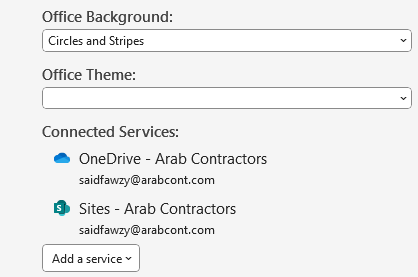 Office Background:
Circles and Stripes
Office Theme:
Connected Services:
OneDrive - Arab Contractors
saidfawzy@arabcont.com
S
Sites - Arab Contractors
saidfawzy@arabcont.com
Add a service